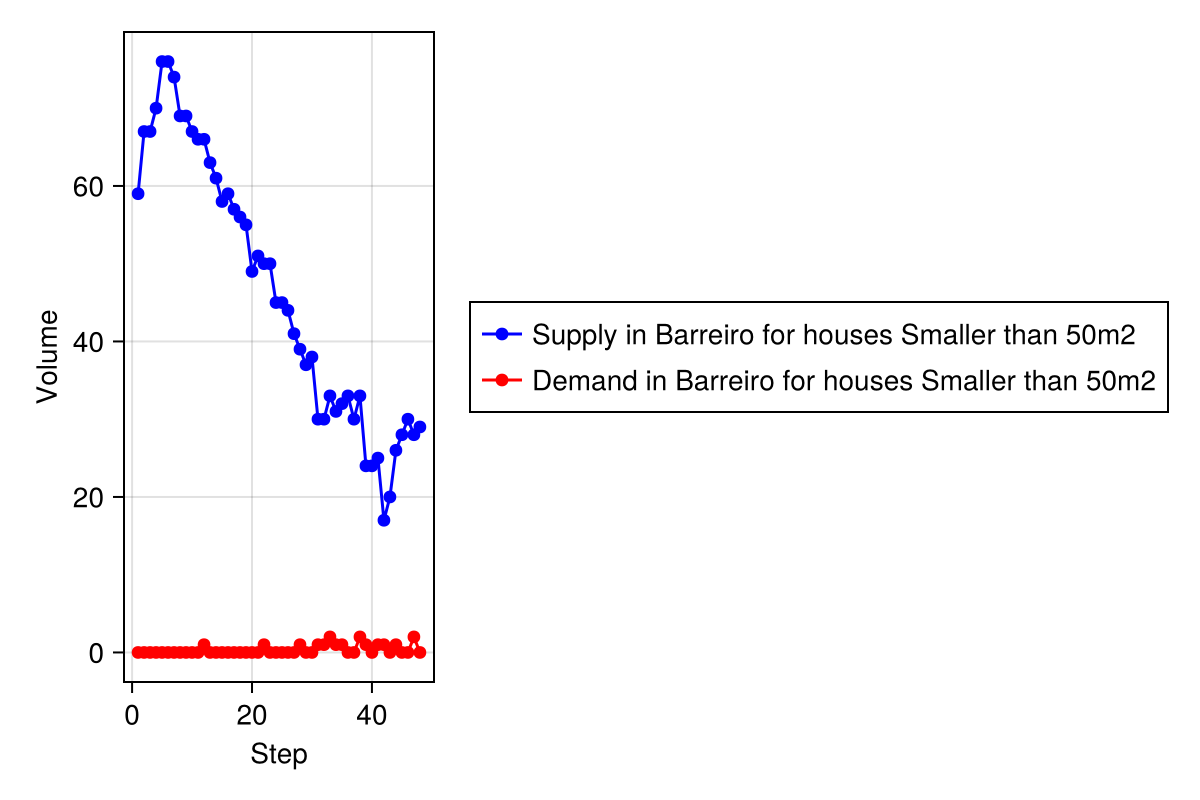 60
40
20
0
Volume
0 20 40
Step
Supply in Barreiro for houses Smaller than 50m2
Demand in Barreiro for houses Smaller than 50m2